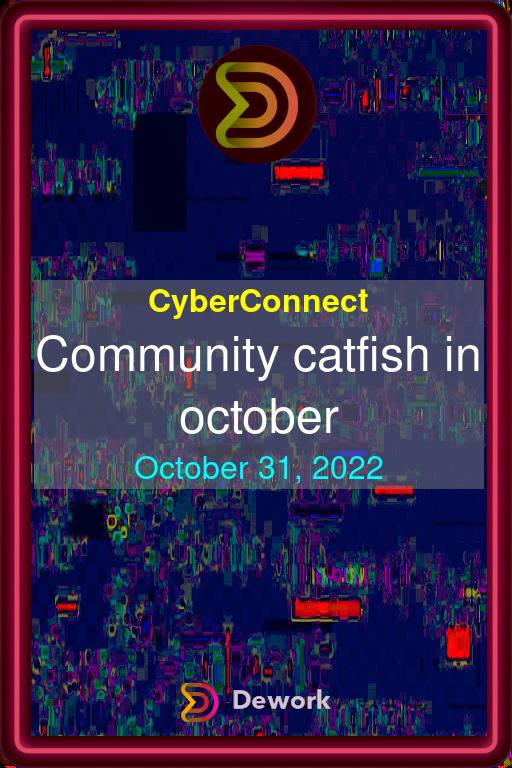 CyberConnect
Community catfish in
october
October 31, 2022
Dework